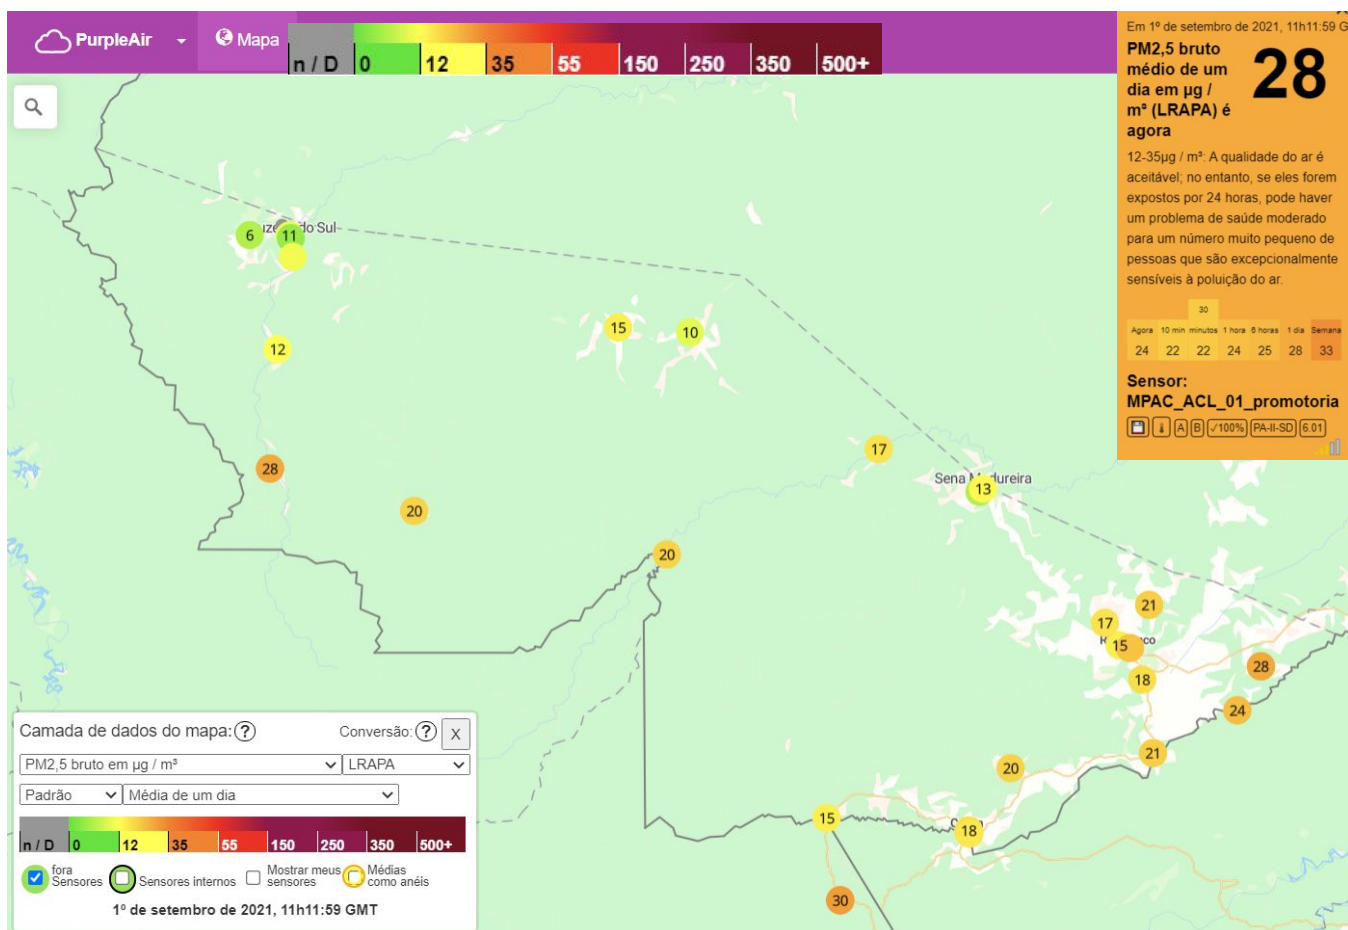 PurpleAir
Mapa
n / D 0 12 35 55 150 250 350 500+
Em 1º de setembro de 2021, 11h11:59 G
PM2,5 bruto
médio de um
dia em µg /
m³ (LRAPA) é
agora
28
12-35µg / m³: A qualidade do ar é
aceitável; no entanto, se eles forem
expostos por 24 horas, pode haver
um problema de saúde moderado
para um número muito pequeno de
pessoas que são excepcionalmente
sensíveis à poluição do ar.
30
Agora 10 min minutos 1 hora 6 horas 1 dia Semana
24 22 22 24 25 28 33
Sensor:
MPAC_ACL_01_promotoria
A B ✓100% PA-II-SD 6.01
6
11
do Sul
12
15
10
28
20
17
Sena M
dureira
13
20
21
17
15
18
28
24
21
20
15
18
30
Camada de dados do mapa: ?
Conversão: ? X
PM2,5 bruto em µg / m³
LRAPA
Padrão
Média de um dia
n / D 0 12 35 55 150 250 350 500+
fora
Sensores
Sensores internos
Mostrar meus
sensores
Médias
como anéis
1º de setembro de 2021, 11h11:59 GMT